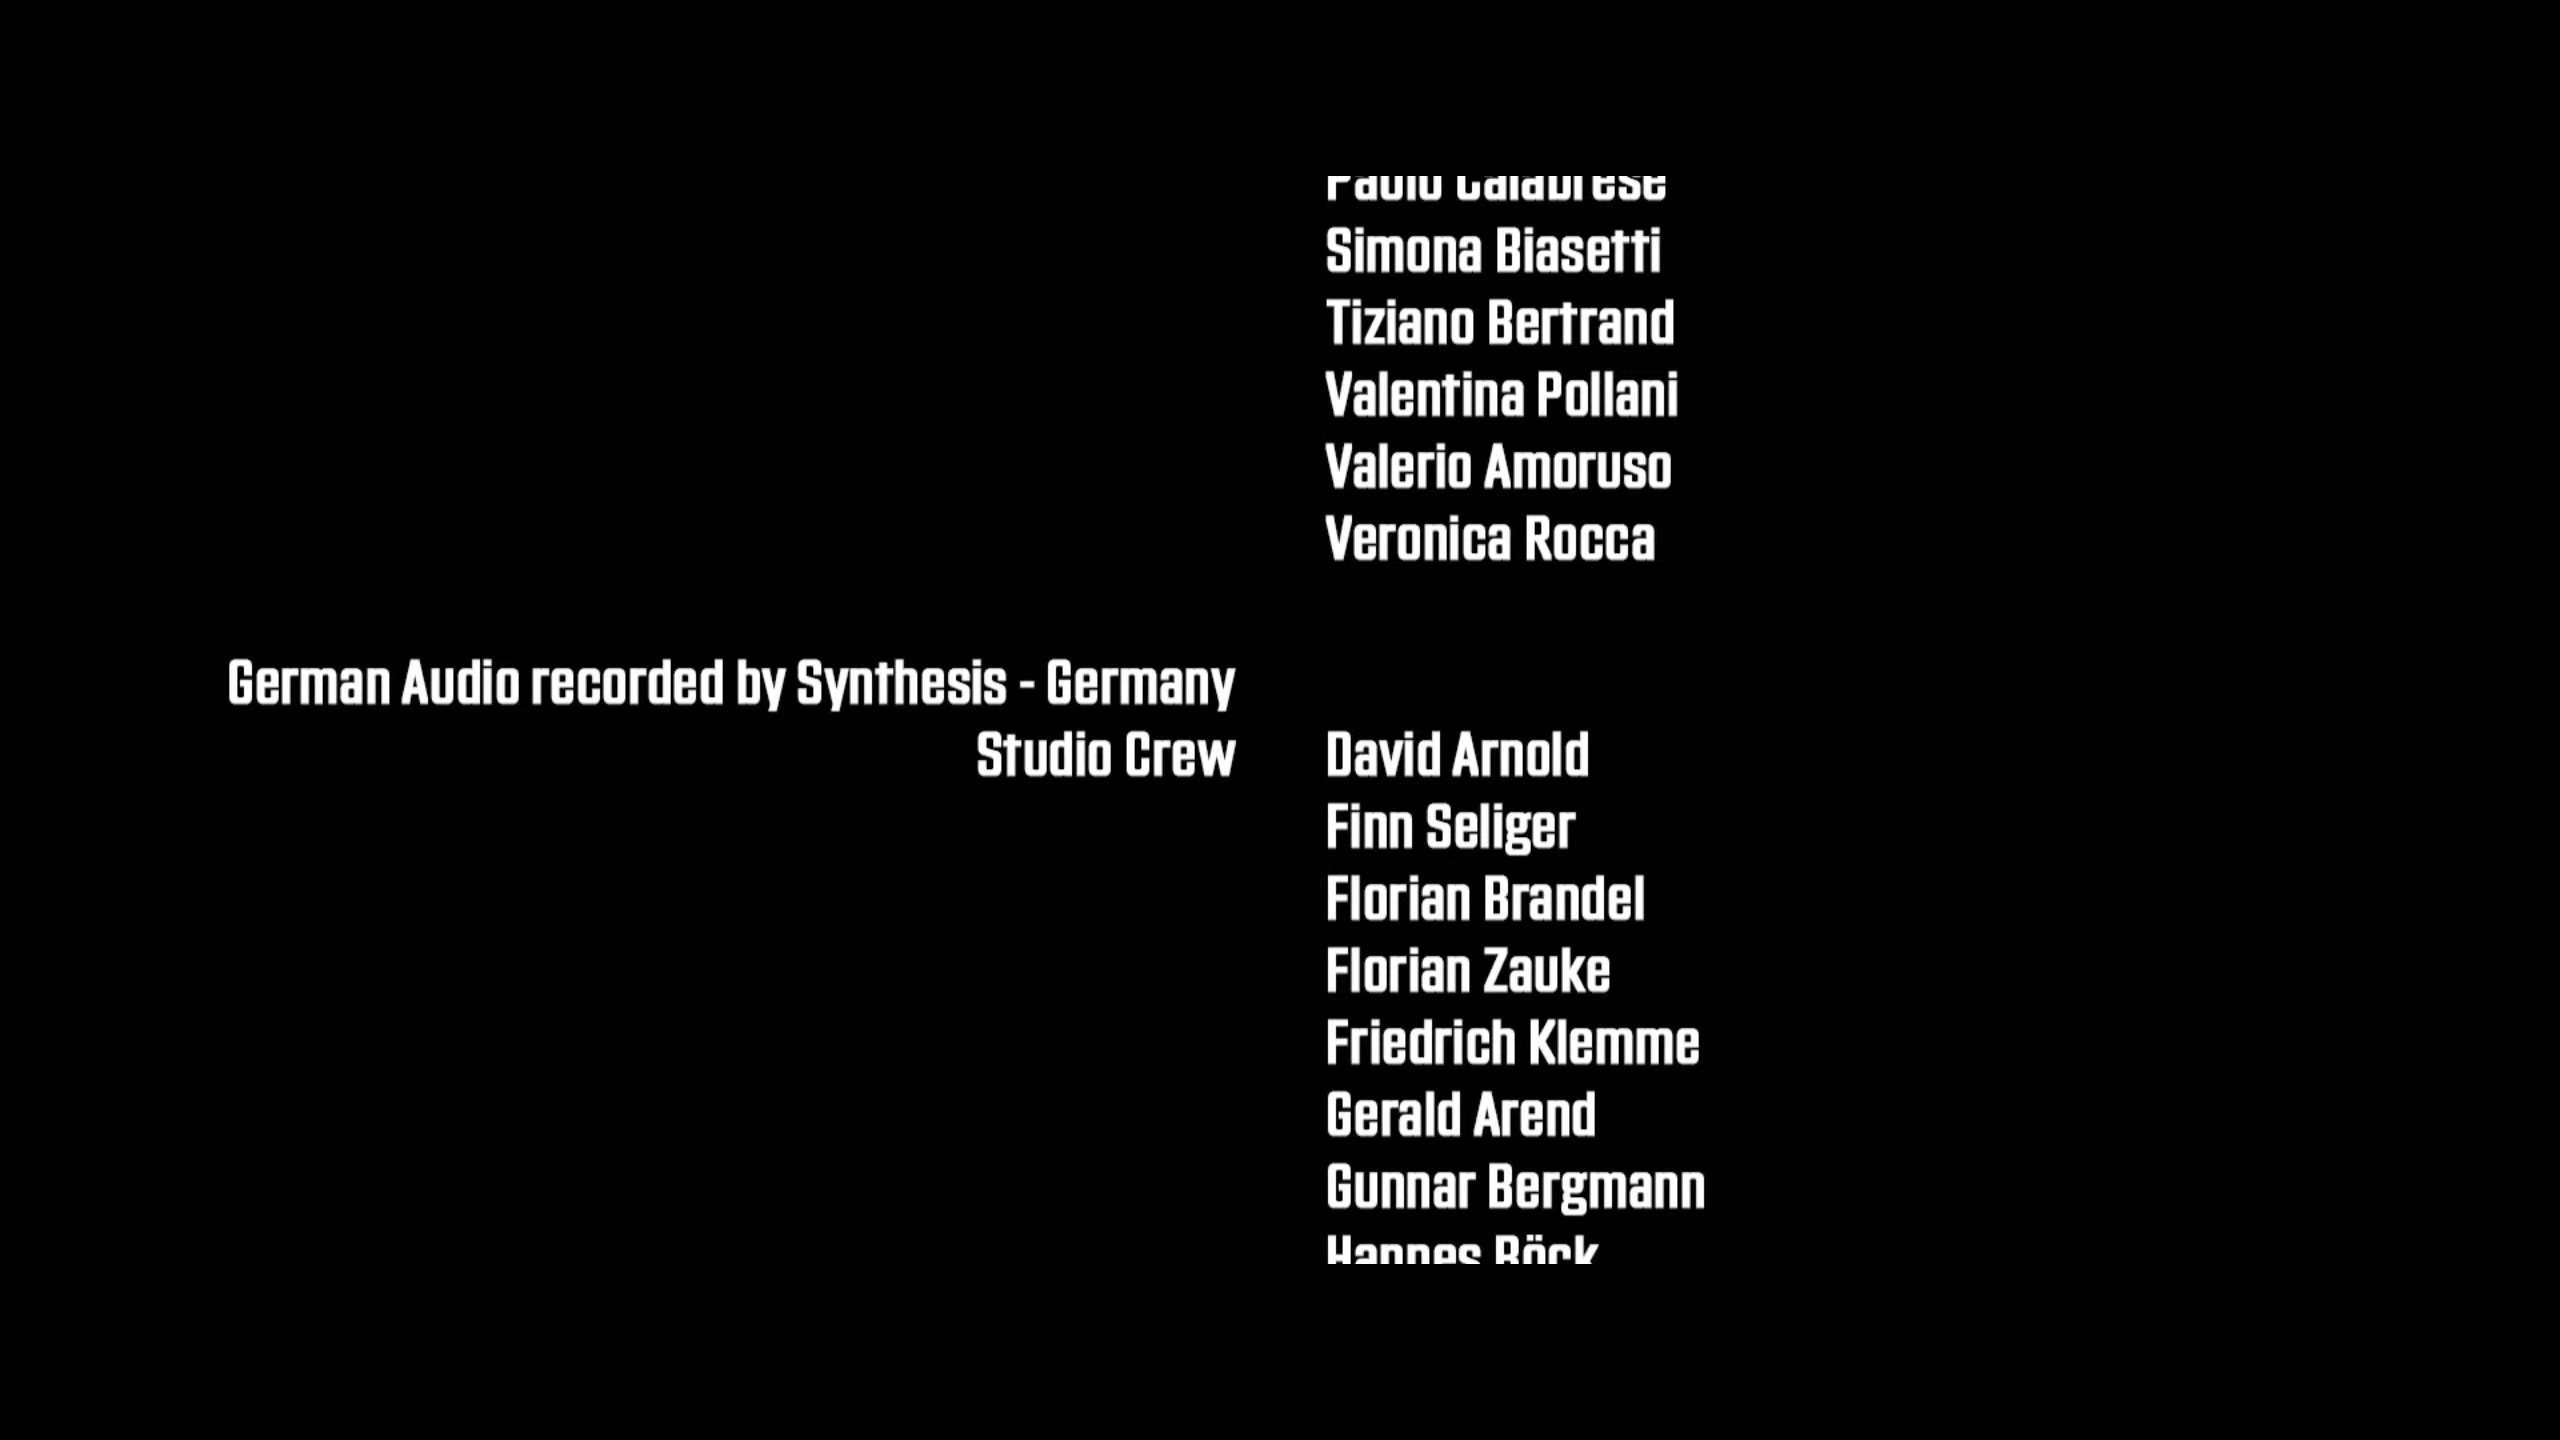 Paolo Calabrese
Simona Biasetti
Tiziano Bertrand
Valentina Pollani
Valerio Amoruso
Veronica Rocca
German Audio recorded by Synthesis - Germany
Studio Crew David Arnold
Finn Seliger
Florian Brandel
Florian Zauke
Friedrich Klemme
Gerald Arend
Gunnar Bergmann
Hannes Böck